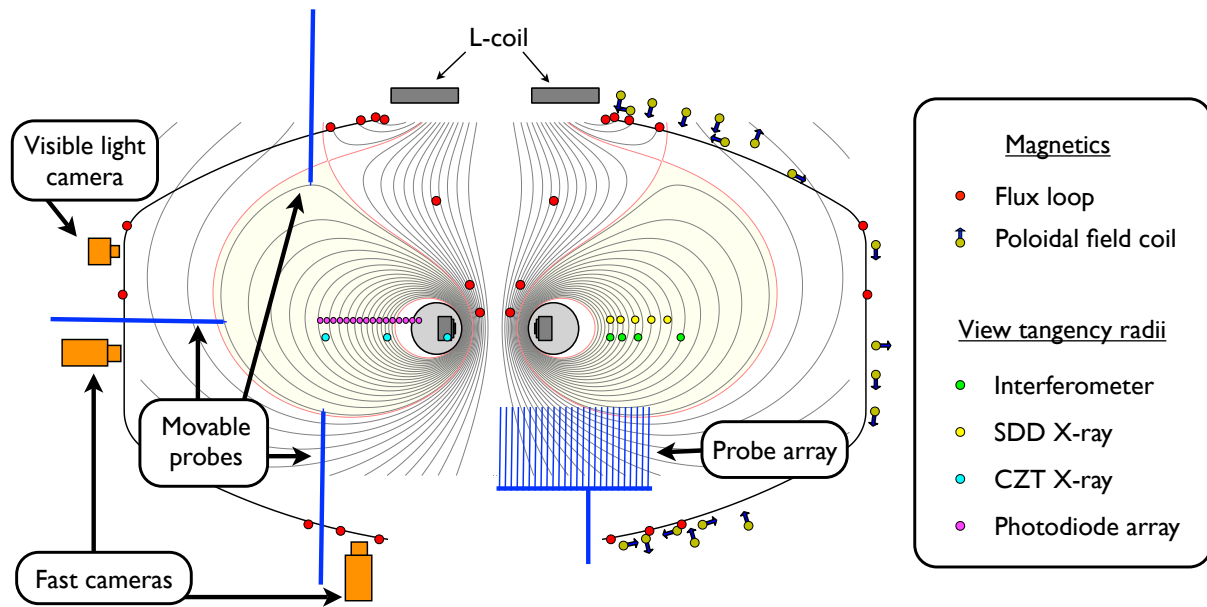 L-coil
Visible light
camera
Movable
probes
Probe array
Fast cameras
Magnetics
Flux loop
Poloidal field coil
View tangency radii
Interferometer
SDD X-ray
CZT X-ray
Photodiode array